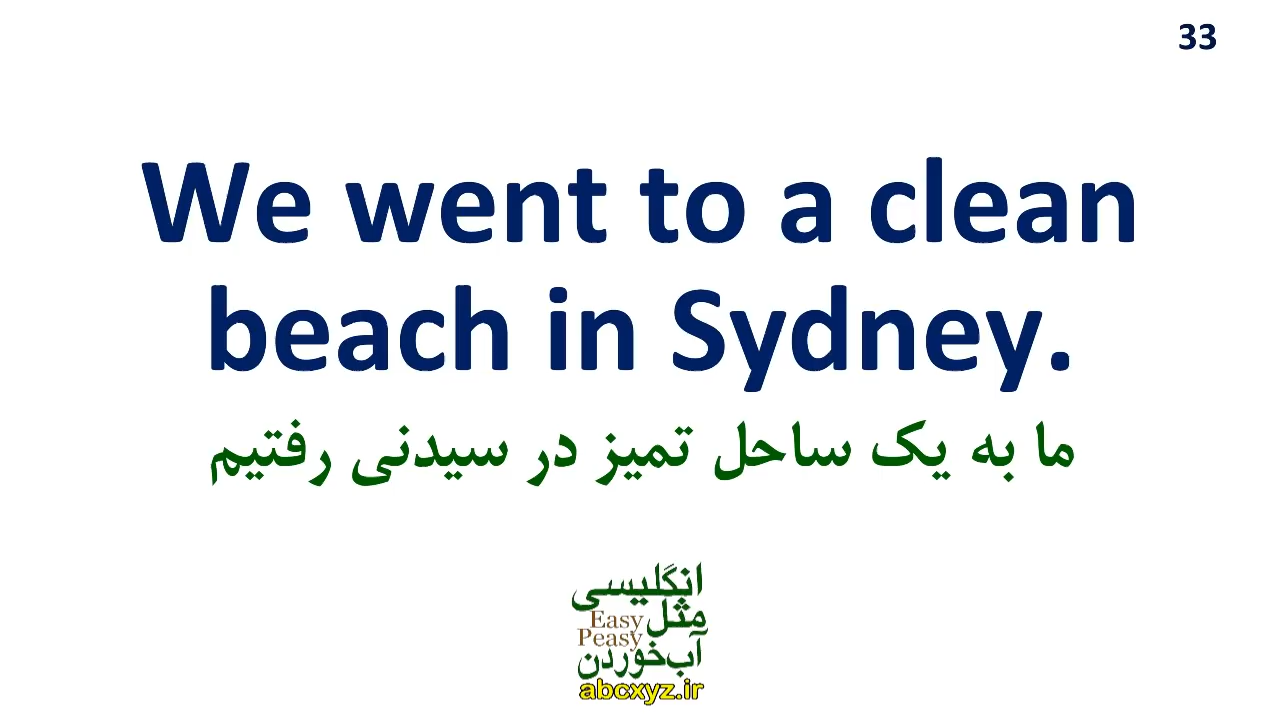 33
We went to a clean
beach in Sydney.
ما به یک ساحل تمیز در سیدنی رفتیم
انگلیسی
مثل
Easy
Peasy
آب‌خوردن
abcxyz.ir